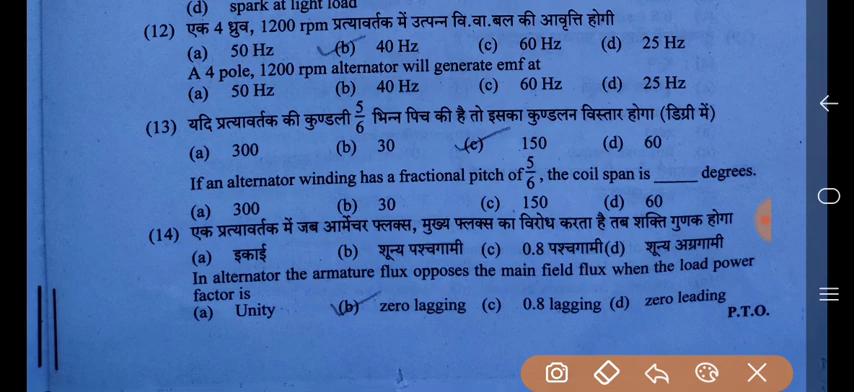 (d) spark at light load
(12) एक 4 ध्रुव, 1200 rpm प्रत्यावर्तक में उत्पन्न वि.वा.बल की आवृत्ति होगी
(a) 50 Hz (b) 40 Hz (c) 60 Hz (d) 25 Hz
A 4 pole, 1200 rpm alternator will generate emf at
(a) 50 Hz (b) 40 Hz (c) 60 Hz (d) 25 Hz
(13) यदि प्रत्यावर्तक की कुण्डली 5/6 भिन्न पिच की है तो इसका कुण्डलन विस्तार होगा (डिग्री में)
(a) 300 (b) 30 (c) 150 (d) 60
If an alternator winding has a fractional pitch of 5/6, the coil span is _____ degrees.
(a) 300 (b) 30 (c) 150 (d) 60
(14) एक प्रत्यावर्तक में जब आर्मेचर फ्लक्स, मुख्य फ्लक्स का विरोध करता है तब शक्ति गुणक होगा
(a) इकाई (b) शून्य पश्चगामी (c) 0.8 पश्चगामी (d) शून्य अग्रगामी
In alternator the armature flux opposes the main field flux when the load power
factor is
(a) Unity (b) zero lagging (c) 0.8 lagging (d) zero leading
P.T.O.